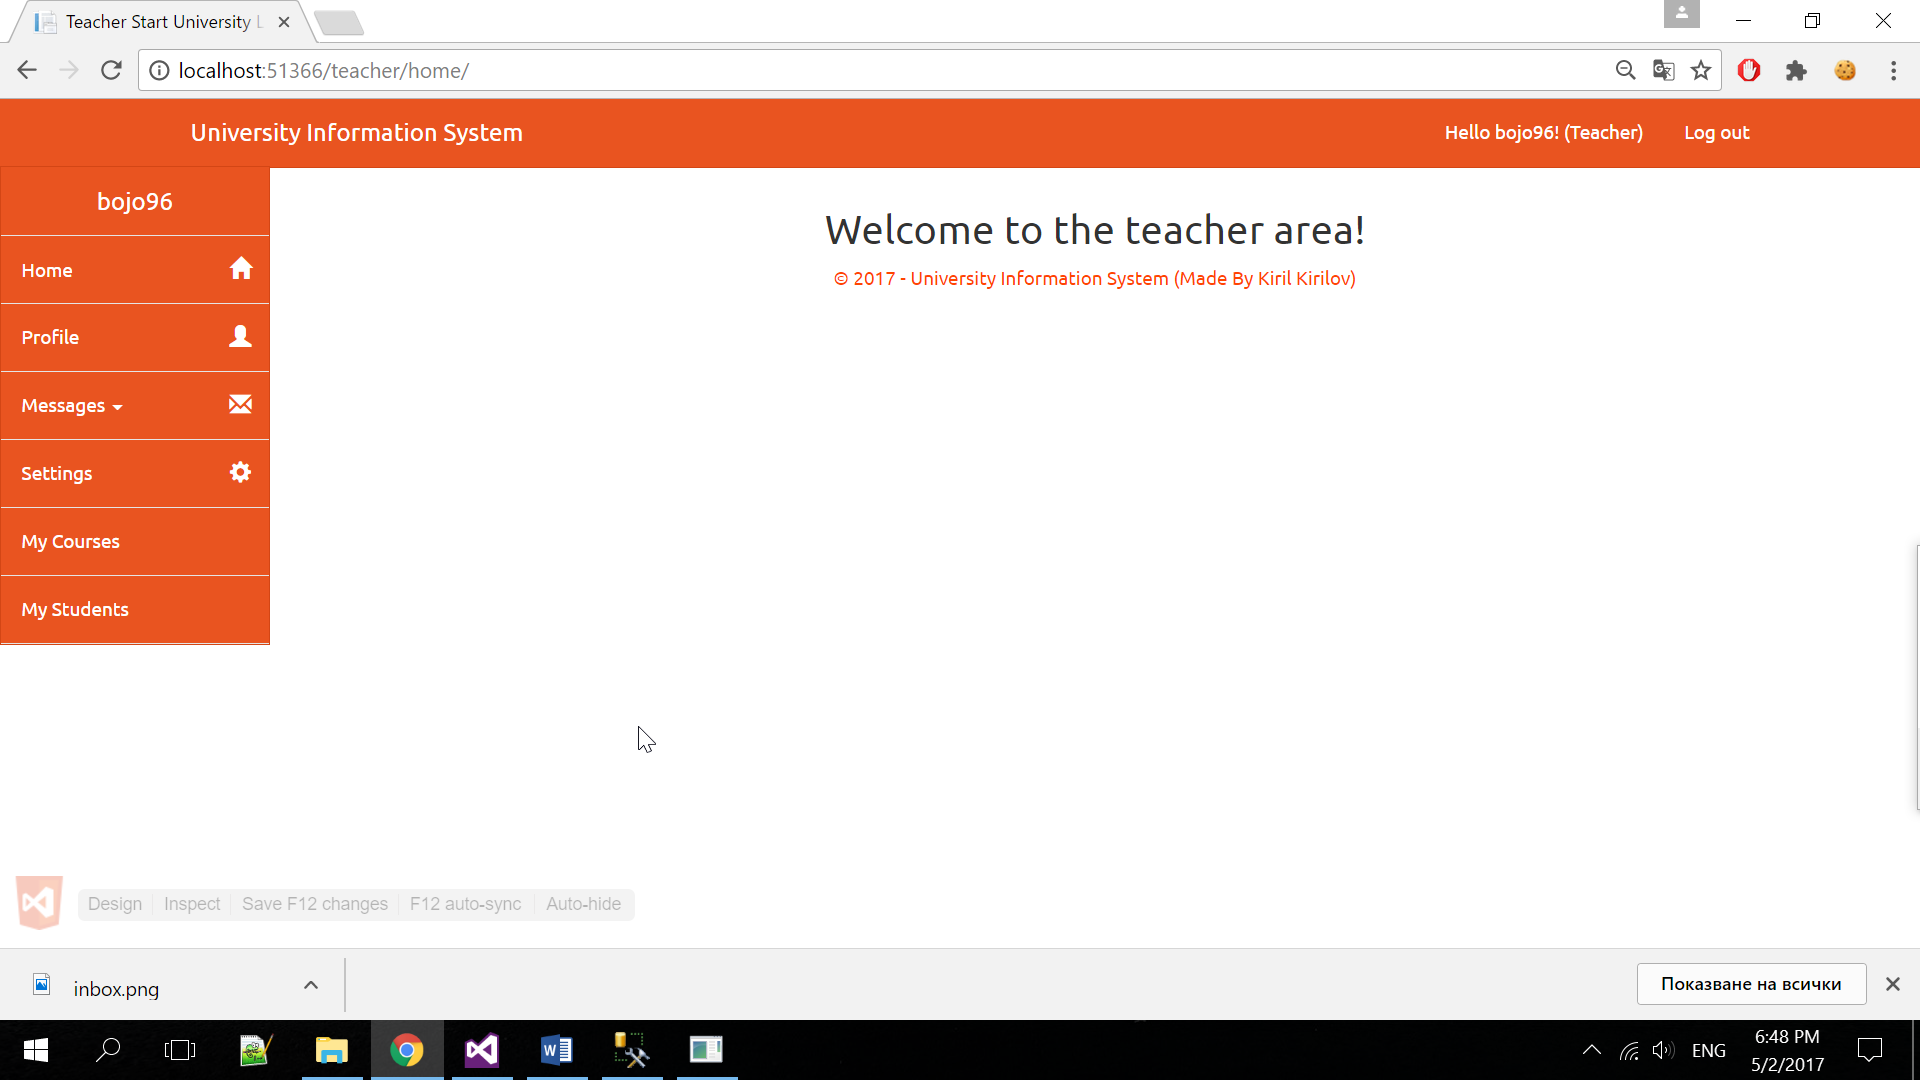 Teacher Start University
localhost:51366/teacher/home/
University Information System
Hello bojo96! (Teacher)
Log out
bojo96
Home
Profile
Messages
Settings
My Courses
My Students
Welcome to the teacher area!
© 2017 - University Information System (Made By Kiril Kirilov)
Design
Inspect
Save F12 changes
F12 auto-sync
Auto-hide
inbox.png
Показване на всички
ENG
6:48 PM
5/2/2017